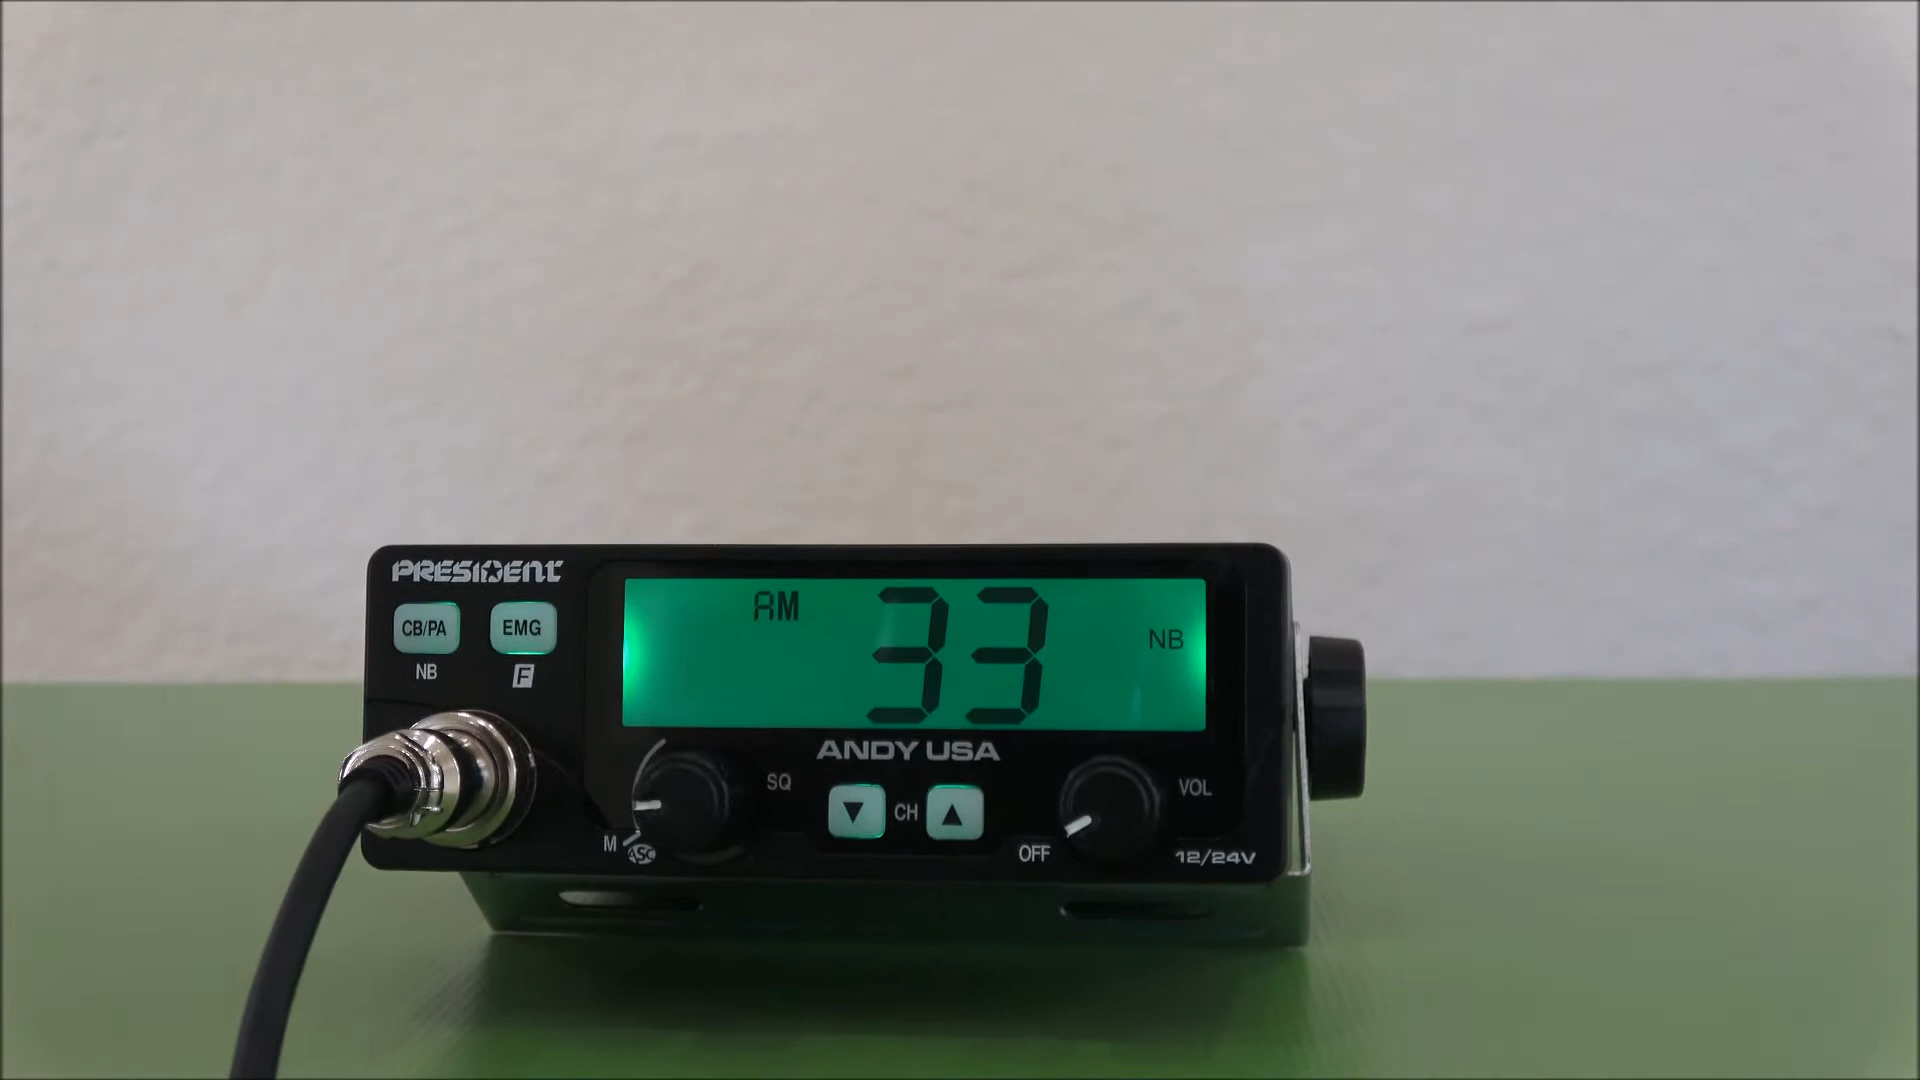 PRESIDENT
CB/PA EMG
NB F
AM 33 NB
ANDY USA
SQ
▼ CH ▲
VOL
M ASC
OFF
12/24V